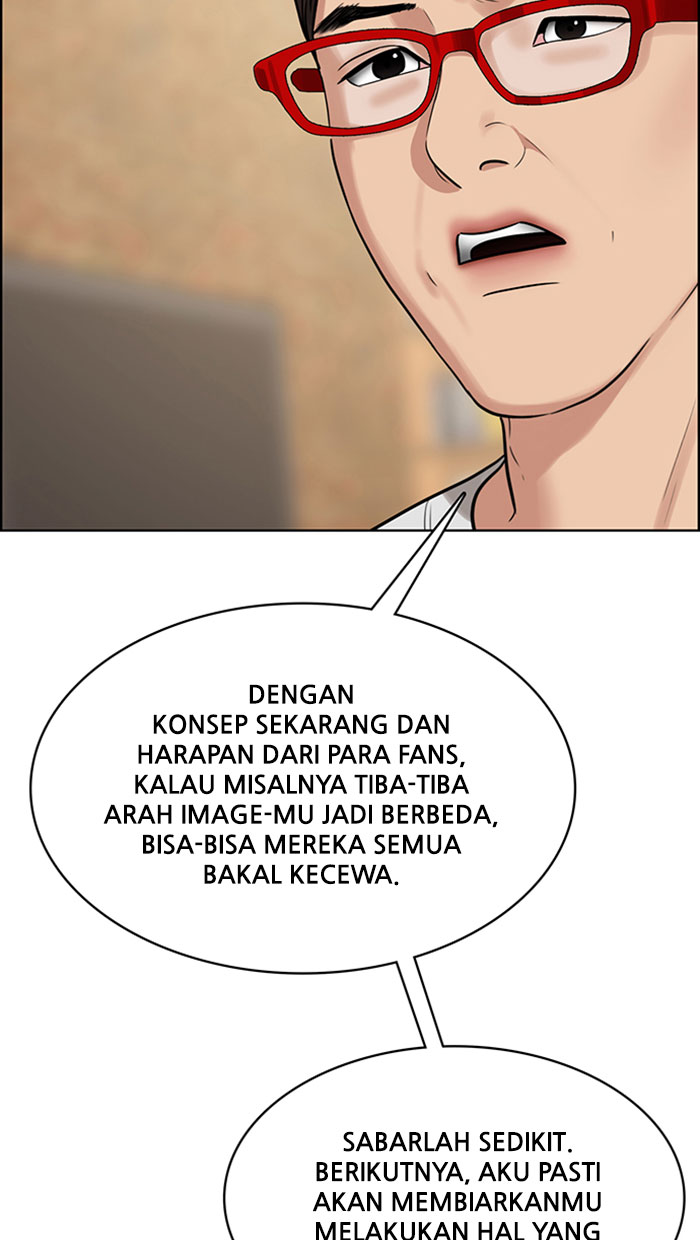 DENGAN
KONSEP SEKARANG DAN
HARAPAN DARI PARA FANS,
KALAU MISALNYA TIBA-TIBA
ARAH IMAGE-MU JADI BERBEDA,
BISA-BISA MEREKA SEMUA
BAKAL KECEWA.
SABARLAH SEDIKIT.
BERIKUTNYA, AKU PASTI
AKAN MEMBIARKANMU
MELAKUKAN HAL YANG